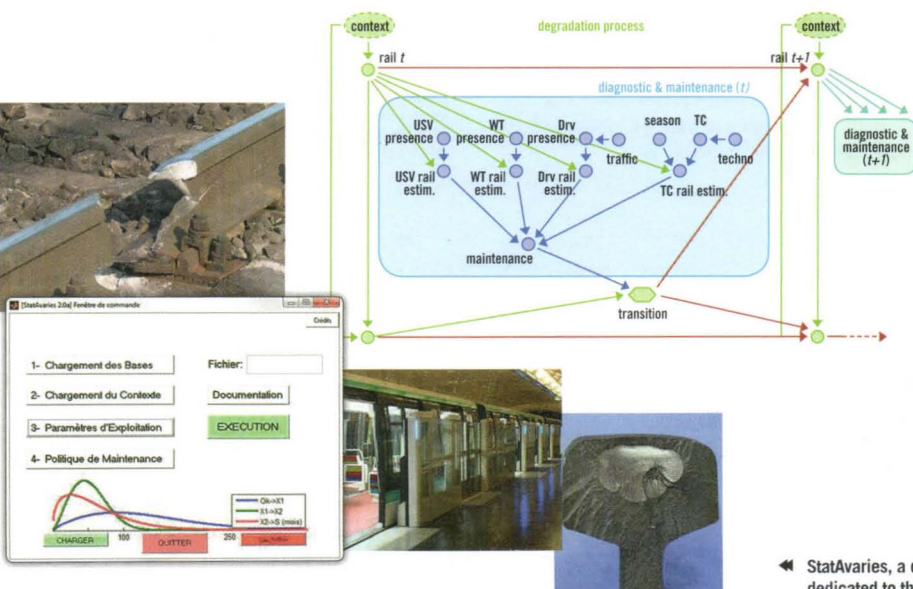 context
degradation process
context
rail t
rail t+1
diagnostic & maintenance (t)
USV
presence
WT
presence
Drv
presence
traffic
season
TC
techno
USV rail
estim.
WT rail
estim.
Drv rail
estim.
TC rail estim.
diagnostic &
maintenance
(t+1)
maintenance
transition
[StatAvaries 2.0a] Fenêtre de commande
Crédits
1- Chargement des Bases
Fichier:
2- Chargement du Contexte
Documentation
3- Paramètres d'Exploitation
EXECUTION
4- Politique de Maintenance
Ok->X1
X1->X2
X2->S (mois)
CHARGER
100
QUITTER
250
StatAvaries, a
dedicated to th